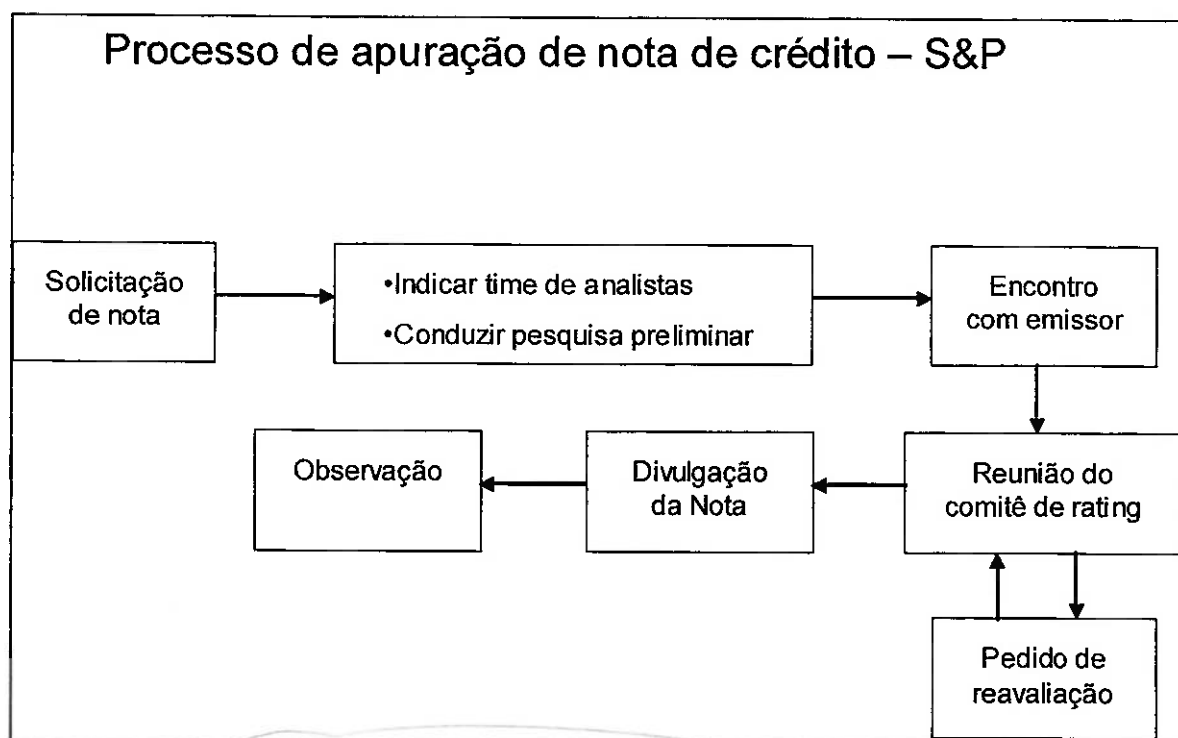 Processo de apuração de nota de crédito – S&P
Solicitação
de nota
•Indicar time de analistas
•Conduzir pesquisa preliminar
Encontro
com emissor
Reunião do
comitê de rating
Divulgação
da Nota
Observação
Pedido de
reavaliação